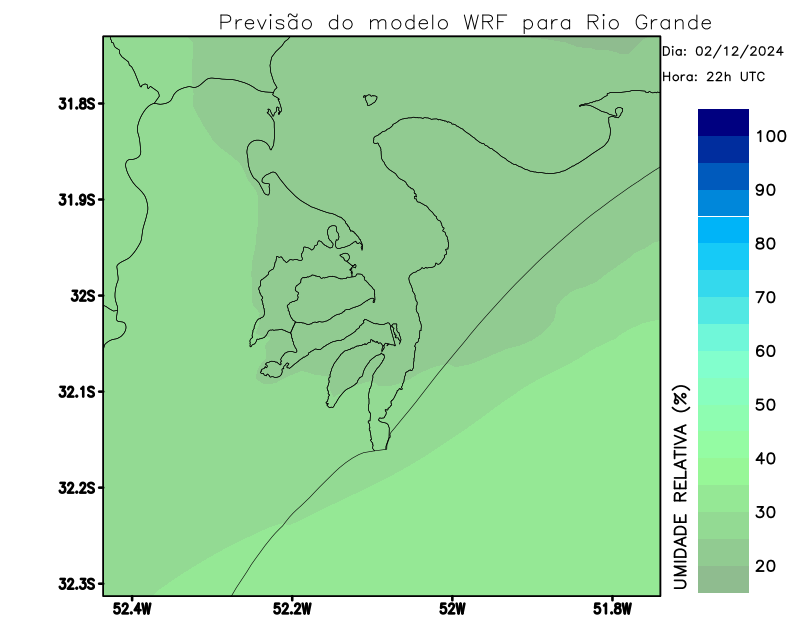 Previsão do modelo WRF para Rio Grande
Dia: 02/12/2024
Hora: 22h UTC
31.8S
31.9S
32S
32.1S
32.2S
32.3S
52.4W 52.2W 52W 51.8W
100
90
80
70
60
50
40
30
20
UMIDADE RELATIVA (%)